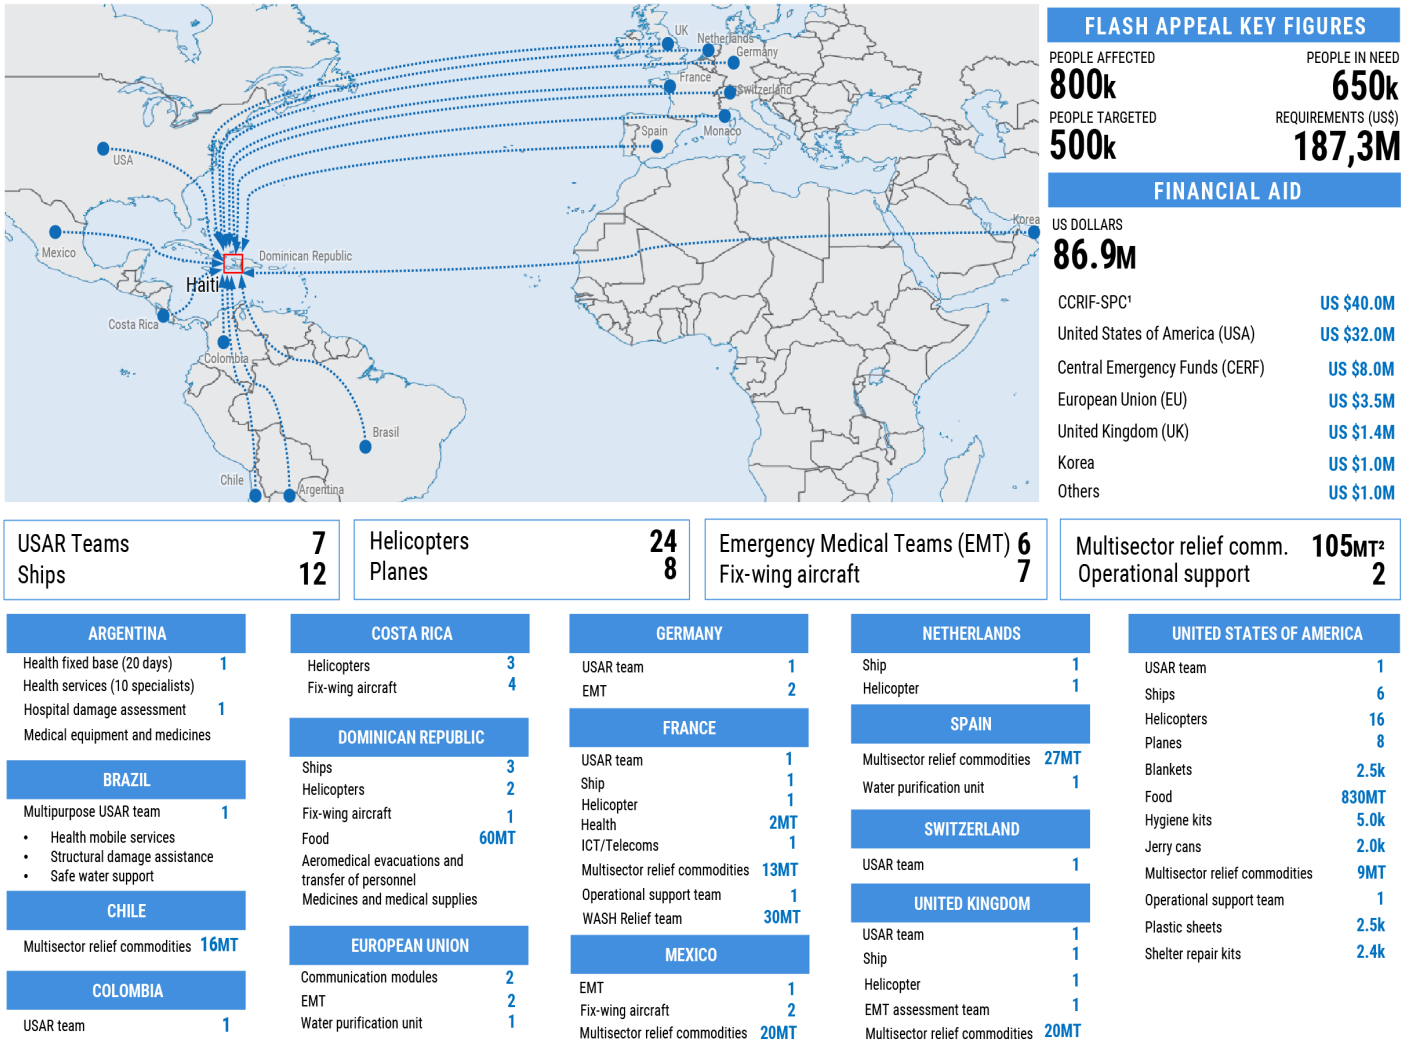 UK
Netherlands
Germany
France
Switzerland
Spain
Monaco
USA
Mexico
Dominican Republic
Korea
Haiti
Costa Rica
Colombia
Brasil
Chile
Argentina
FLASH APPEAL KEY FIGURES
PEOPLE AFFECTED PEOPLE IN NEED
800k 650k
PEOPLE TARGETED REQUIREMENTS (US$)
500k 187,3M
FINANCIAL AID
US DOLLARS
86.9M
CCRIF-SPC¹ US $40.0M
United States of America (USA) US $32.0M
Central Emergency Funds (CERF) US $8.0M
European Union (EU) US $3.5M
United Kingdom (UK) US $1.4M
Korea US $1.0M
Others US $1.0M
USAR Teams 7
Ships 12
Helicopters 24
Planes 8
Emergency Medical Teams (EMT) 6
Fix-wing aircraft 7
Multisector relief comm. 105MT²
Operational support 2
ARGENTINA
Health fixed base (20 days) 1
Health services (10 specialists)
Hospital damage assessment 1
Medical equipment and medicines
BRAZIL
Multipurpose USAR team 1
• Health mobile services
• Structural damage assistance
• Safe water support
CHILE
Multisector relief commodities 16MT
COLOMBIA
USAR team 1
COSTA RICA
Helicopters 3
Fix-wing aircraft 4
DOMINICAN REPUBLIC
Ships 3
Helicopters 2
Fix-wing aircraft 1
Food 60MT
Aeromedical evacuations and
transfer of personnel
Medicines and medical supplies
EUROPEAN UNION
Communication modules 2
EMT 2
Water purification unit 1
GERMANY
USAR team 1
EMT 2
FRANCE
USAR team 1
Ship 1
Helicopter 1
Health 2MT
ICT/Telecoms 1
Multisector relief commodities 13MT
Operational support team 1
WASH Relief team 30MT
MEXICO
EMT 1
Fix-wing aircraft 2
Multisector relief commodities 20MT
NETHERLANDS
Ship 1
Helicopter 1
SPAIN
Multisector relief commodities 27MT
Water purification unit 1
SWITZERLAND
USAR team 1
UNITED KINGDOM
USAR team 1
Ship 1
Helicopter 1
EMT assessment team 1
Multisector relief commodities 20MT
UNITED STATES OF AMERICA
USAR team 1
Ships 6
Helicopters 16
Planes 8
Blankets 2.5k
Food 830MT
Hygiene kits 5.0k
Jerry cans 2.0k
Multisector relief commodities 9MT
Operational support team 1
Plastic sheets 2.5k
Shelter repair kits 2.4k